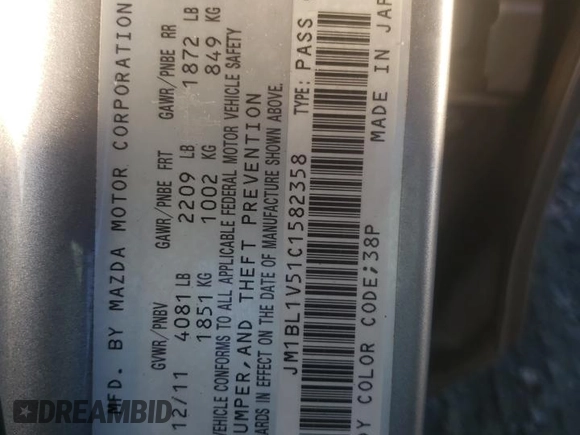 MFD. BY MAZDA MOTOR CORPORATION
GVWR/PNBV GAWR/PNBE FRT GAWR/PNBE RR
12/11 4081 LB 2209 LB 1872 LB
1851 KG 1002 KG 849 KG
VEHICLE CONFORMS TO ALL APPLICABLE FEDERAL MOTOR VEHICLE SAFETY
UMPER, AND THEFT PREVENTION
ARDS IN EFFECT ON THE DATE OF MANUFACTURE SHOWN ABOVE.
JM1BL1V51C1582358 TYPE: PASS
DY COLOR CODE;38P MADE IN JAP
DREAMBID